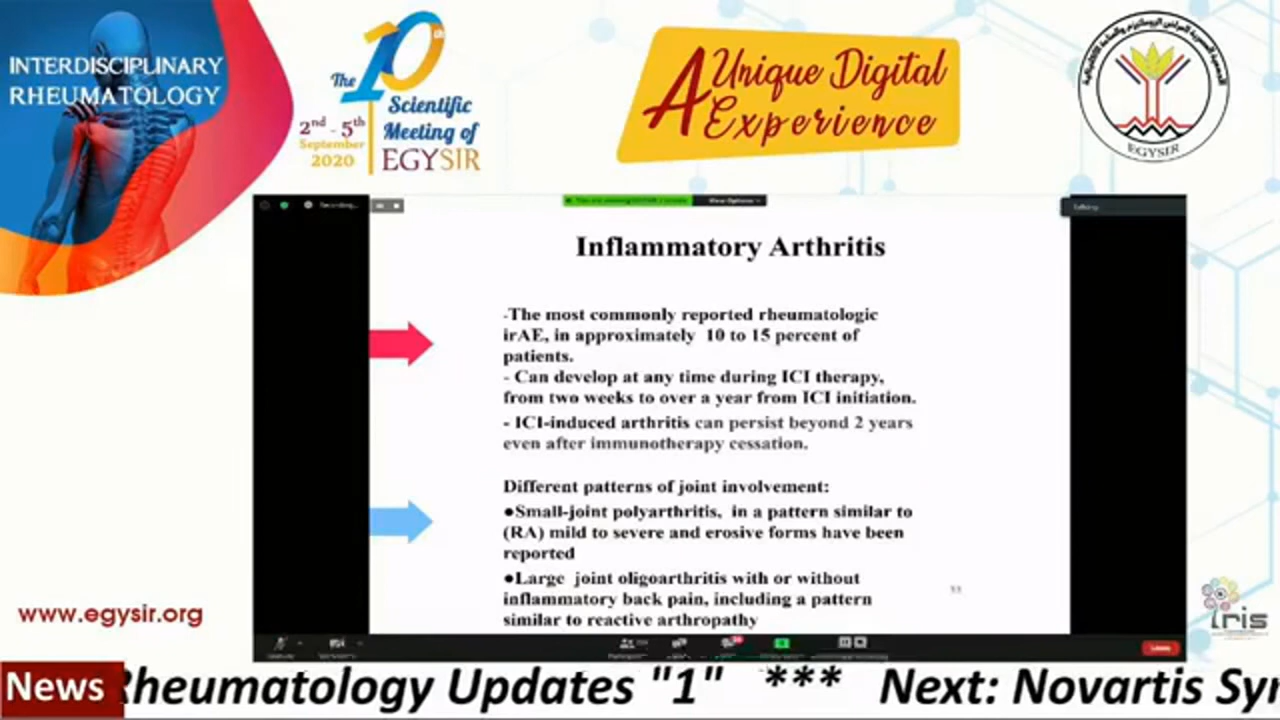 INTERDISCIPLINARY
RHEUMATOLOGY
The 10th
Scientific
Meeting of
EGYSIR
2nd - 5th
September
2020
A Unique Digital
Experience
EGYSIR
Recording...
View Options
Talking:
Inflammatory Arthritis
-The most commonly reported rheumatologic
irAE, in approximately 10 to 15 percent of
patients.
- Can develop at any time during ICI therapy,
from two weeks to over a year from ICI initiation.
- ICI-induced arthritis can persist beyond 2 years
even after immunotherapy cessation.
Different patterns of joint involvement:
●Small-joint polyarthritis, in a pattern similar to
(RA) mild to severe and erosive forms have been
reported
●Large joint oligoarthritis with or without
inflammatory back pain, including a pattern
similar to reactive arthropathy
www.egysir.org
iris
News
Rheumatology Updates "1" *** Next: Novartis Syr